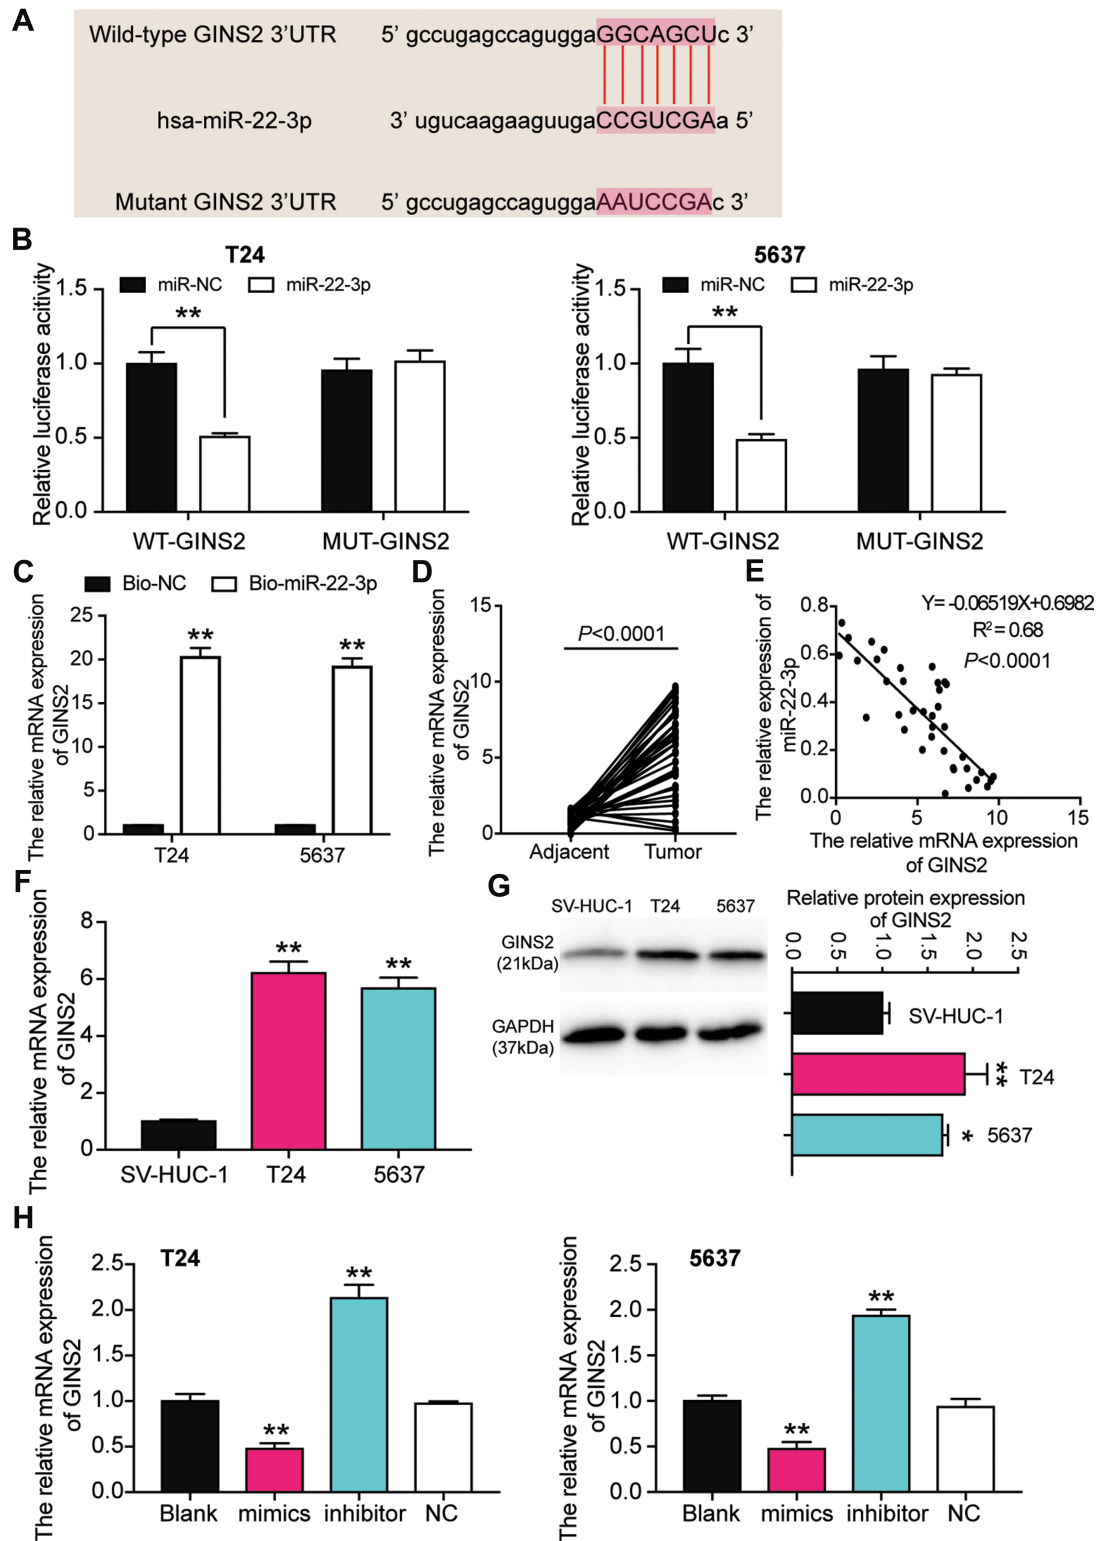 A
Wild-type GINS2 3’UTR 5’ gccugagccaguggaGGCAGCUc 3’
hsa-miR-22-3p 3’ ugucaagaaguugaCCGUCGAa 5’
Mutant GINS2 3’UTR 5’ gccugagccaguggaAAUCCGAc 3’
B
T24
miR-NC miR-22-3p
Relative luciferase acitivity
1.5
1.0
0.5
0.0
**
WT-GINS2 MUT-GINS2
5637
miR-NC miR-22-3p
Relative luciferase activity
1.5
1.0
0.5
0.0
**
WT-GINS2 MUT-GINS2
C
Bio-NC Bio-miR-22-3p
The relative mRNA expression
of GINS2
25
20
15
10
5
0
** **
T24 5637
D
The relative mRNA expression
of GINS2
15
10
5
0
P<0.0001
Adjacent Tumor
E
The relative expression of
miR-22-3p
0.8
0.6
0.4
0.2
0.0
Y= -0.06519X+0.6982
R²= 0.68
P<0.0001
0 5 10 15
The relative mRNA expression
of GINS2
F
The relative mRNA expression
of GINS2
8
6
4
2
0
** **
SV-HUC-1 T24 5637
G
SV-HUC-1 T24 5637
GINS2
(21kDa)
GAPDH
(37kDa)
Relative protein expression
of GINS2
0.0 0.5 1.0 1.5 2.0 2.5
SV-HUC-1
** T24
* 5637
H
T24
The relative mRNA expression
of GINS2
2.5
2.0
1.5
1.0
0.5
0.0
** **
Blank mimics inhibitor NC
5637
The relative mRNA expression
of GINS2
2.5
2.0
1.5
1.0
0.5
0.0
** **
Blank mimics inhibitor NC